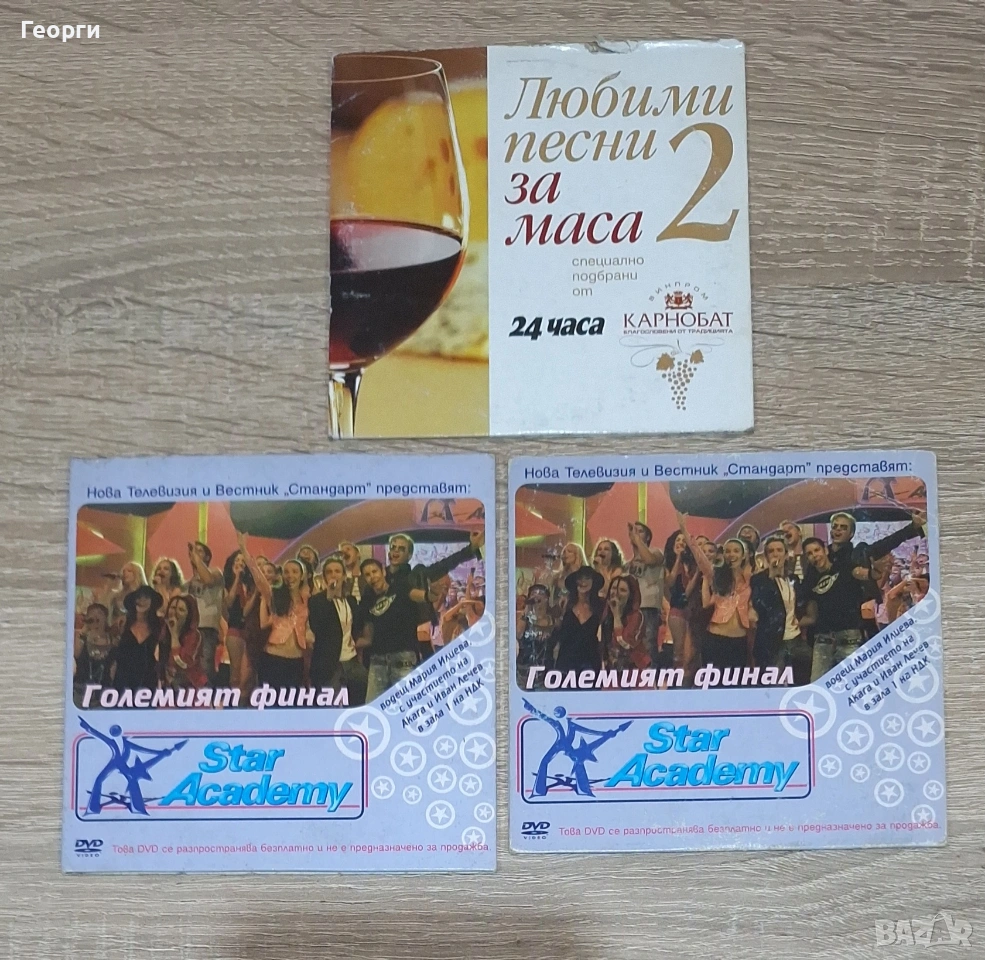 Георги
Любими
песни
за
маса
2
специално
подбрани
от
24 часа
ВИНПРОМ
КАРНОБАТ
БЛАГОСЛОВЕНИ ОТ ТРАДИЦИЯТА
Нова Телевизия и Вестник „Стандарт" представят:
Големият финал
водещ Мария Илиева,
с участието на
Акага и Иван Лечев
в зала 1 на НДК
Star
Academy
DVD
VIDEO
Това DVD се разпространява безплатно и не е предназначено за продажба.
Нова Телевизия и Вестник „Стандарт" представят:
Големият финал
водещ Мария Илиева,
с участието на
Акага и Иван Лечев
в зала 1 на НДК
Star
Academy
DVD
VIDEO
Това DVD се разпространява безплатно и не е предназначено за продажба.
BAZAR